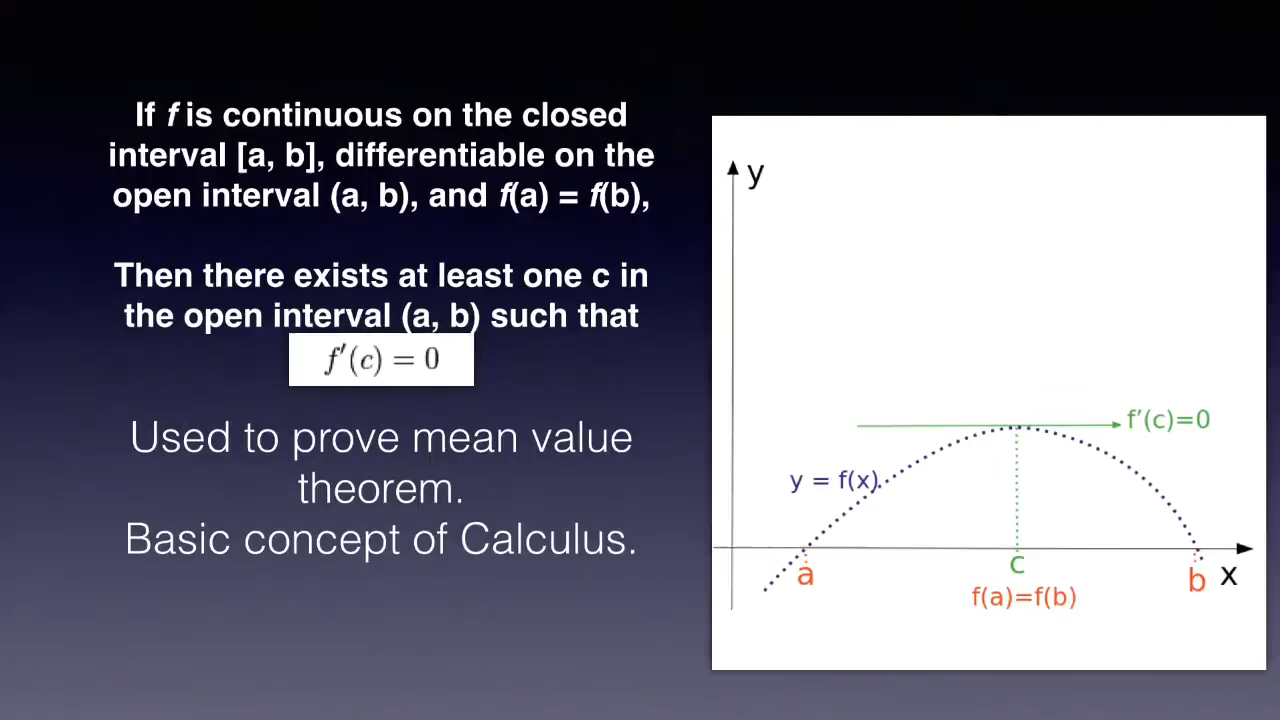 If f is continuous on the closed
interval [a, b], differentiable on the
open interval (a, b), and f(a) = f(b),
Then there exists at least one c in
the open interval (a, b) such that
f′(c) = 0
Used to prove mean value
theorem.
Basic concept of Calculus.
y
f’(c)=0
y = f(x)
a
c
b
x
f(a)=f(b)